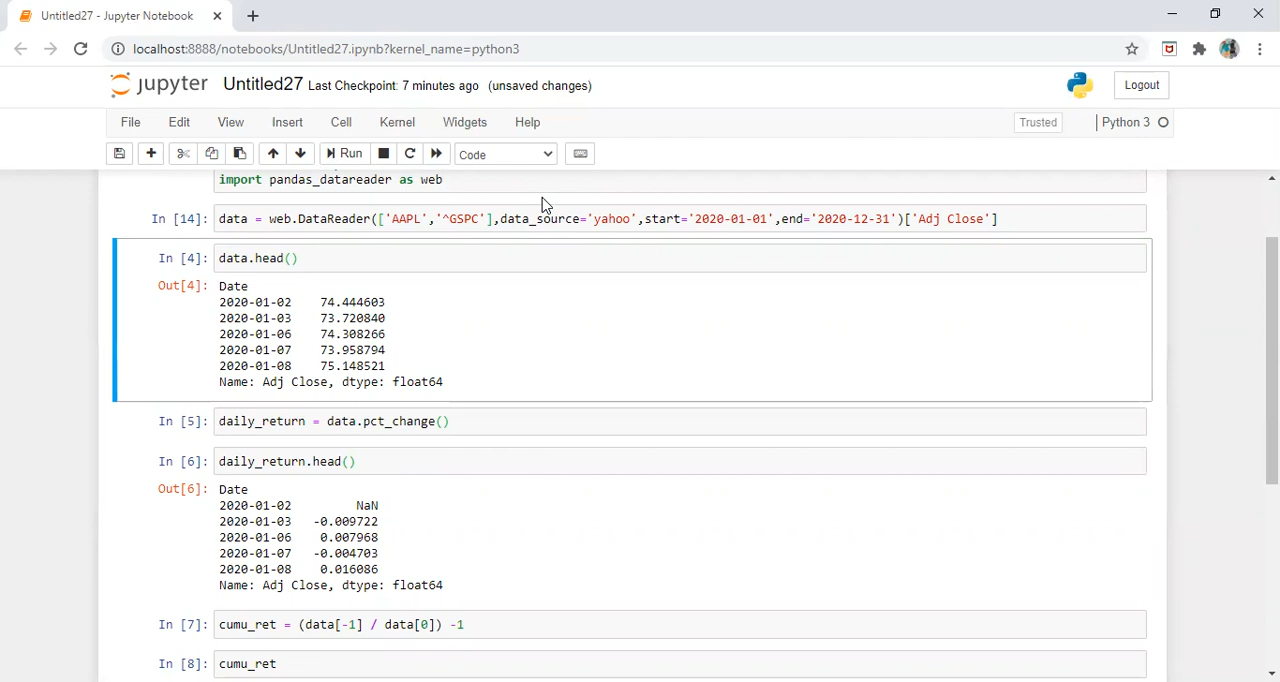 Untitled27 - Jupyter Notebook
localhost:8888/notebooks/Untitled27.ipynb?kernel_name=python3
jupyter Untitled27 Last Checkpoint: 7 minutes ago (unsaved changes) Logout
File Edit View Insert Cell Kernel Widgets Help Trusted Python 3
Run Code
import pandas_datareader as web
In [14]: data = web.DataReader(['AAPL','^GSPC'],data_source='yahoo',start='2020-01-01',end='2020-12-31')['Adj Close']
In [4]: data.head()
Out[4]: Date
2020-01-02 74.444603
2020-01-03 73.720840
2020-01-06 74.308266
2020-01-07 73.958794
2020-01-08 75.148521
Name: Adj Close, dtype: float64
In [5]: daily_return = data.pct_change()
In [6]: daily_return.head()
Out[6]: Date
2020-01-02 NaN
2020-01-03 -0.009722
2020-01-06 0.007968
2020-01-07 -0.004703
2020-01-08 0.016086
Name: Adj Close, dtype: float64
In [7]: cumu_ret = (data[-1] / data[0]) -1
In [8]: cumu_ret